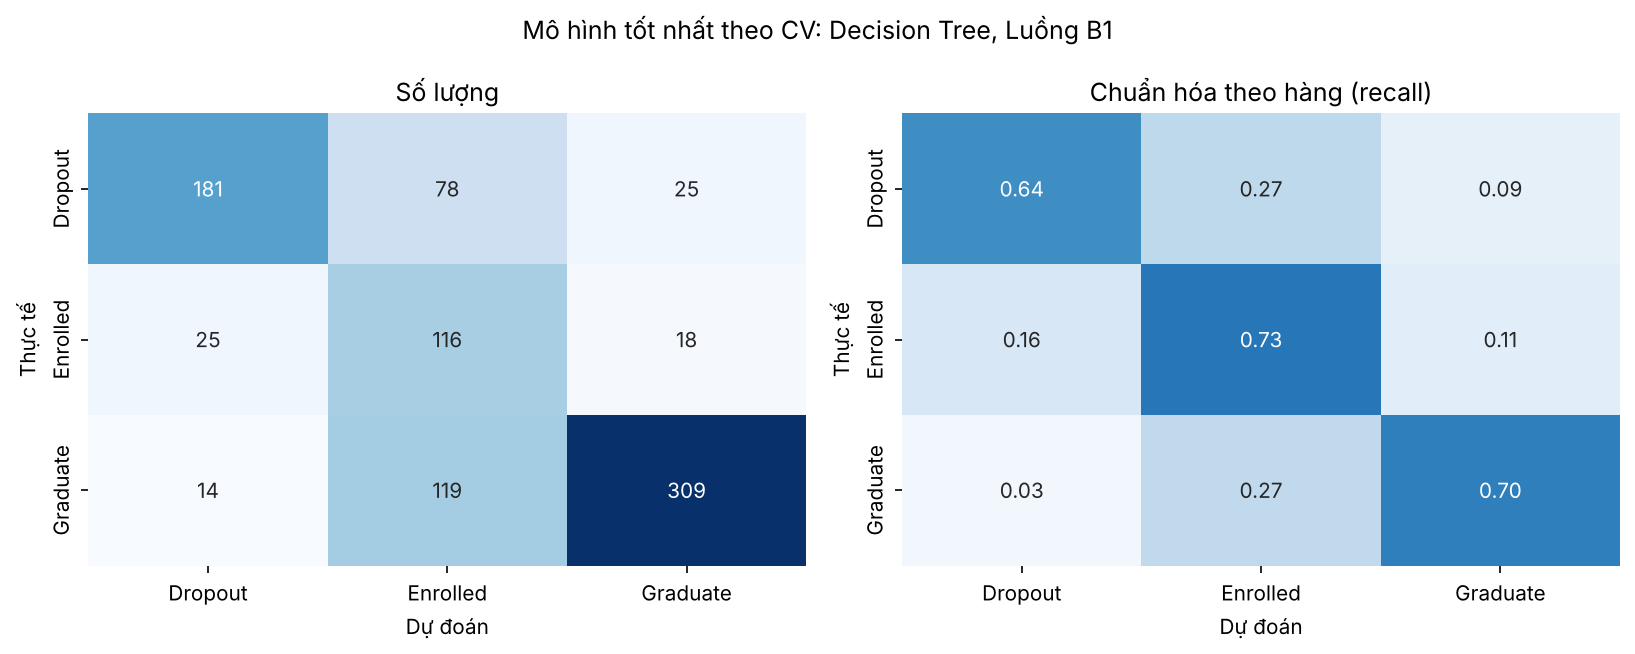 Mô hình tốt nhất theo CV: Decision Tree, Luồng B1
Số lượng
Thực tế
Dropout
181
78
25
Enrolled
25
116
18
Graduate
14
119
309
Dropout
Enrolled
Graduate
Dự đoán
Chuẩn hóa theo hàng (recall)
Thực tế
Dropout
0.64
0.27
0.09
Enrolled
0.16
0.73
0.11
Graduate
0.03
0.27
0.70
Dropout
Enrolled
Graduate
Dự đoán